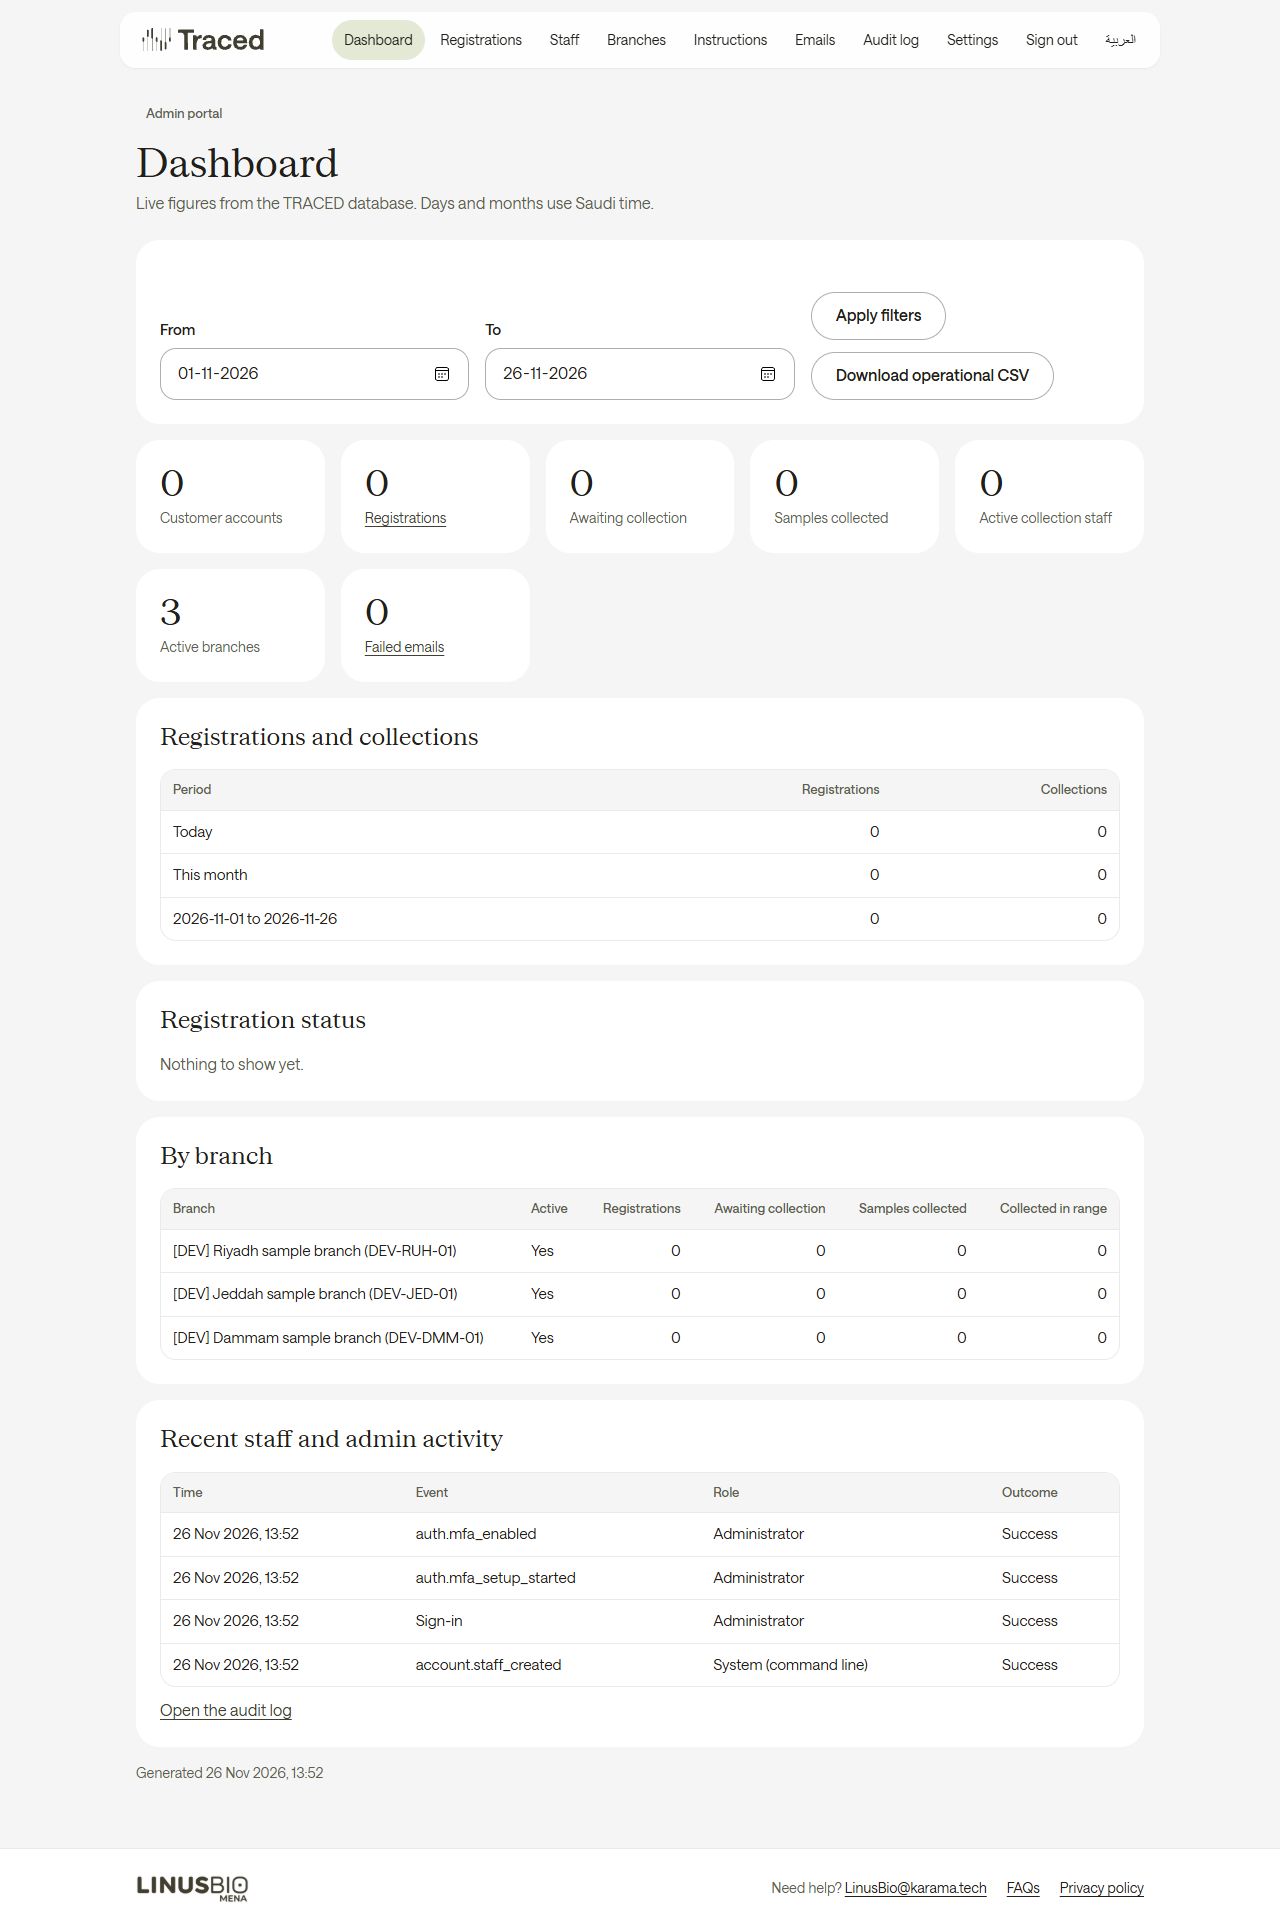 Traced Dashboard Registrations Staff Branches Instructions Emails Audit log Settings Sign out العربية
Admin portal
Dashboard
Live figures from the TRACED database. Days and months use Saudi time.
From To
01-11-2026 26-11-2026
Apply filters
Download operational CSV
0 0 0 0 0
Customer accounts Registrations Awaiting collection Samples collected Active collection staff
3 0
Active branches Failed emails
Registrations and collections
Period Registrations Collections
Today 0 0
This month 0 0
2026-11-01 to 2026-11-26 0 0
Registration status
Nothing to show yet.
By branch
Branch Active Registrations Awaiting collection Samples collected Collected in range
[DEV] Riyadh sample branch (DEV-RUH-01) Yes 0 0 0 0
[DEV] Jeddah sample branch (DEV-JED-01) Yes 0 0 0 0
[DEV] Dammam sample branch (DEV-DMM-01) Yes 0 0 0 0
Recent staff and admin activity
Time Event Role Outcome
26 Nov 2026, 13:52 auth.mfa_enabled Administrator Success
26 Nov 2026, 13:52 auth.mfa_setup_started Administrator Success
26 Nov 2026, 13:52 Sign-in Administrator Success
26 Nov 2026, 13:52 account.staff_created System (command line) Success
Open the audit log
Generated 26 Nov 2026, 13:52
LINUSBIO MENA
Need help? LinusBio@karama.tech FAQs Privacy policy